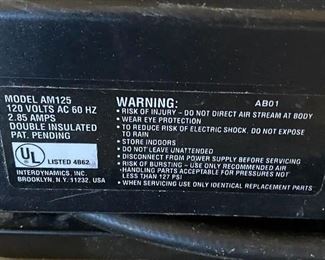 MODEL AM125
120 VOLTS AC 60 HZ
2.85 AMPS
DOUBLE INSULATED
PAT. PENDING
UL
LISTED 4B62.
INTERDYNAMICS, INC.
BROOKLYN, N.Y. 11232. USA
WARNING:
AB01
• RISK OF INJURY – DO NOT DIRECT AIR STREAM AT BODY
• WEAR EYE PROTECTION
• TO REDUCE RISK OF ELECTRIC SHOCK. DO NOT EXPOSE
TO RAIN
• STORE INDOORS
• DO NOT LEAVE UNATTENDED
• DISCONNECT FROM POWER SUPPLY BEFORE SERVICING
• RISK OF BURSTING – USE ONLY RECOMMENDED AIR
-HANDLING PARTS ACCEPTABLE FOR PRESSURES NOT
LESS THAN 127 PSI
• WHEN SERVICING USE ONLY IDENTICAL REPLACEMENT PARTS